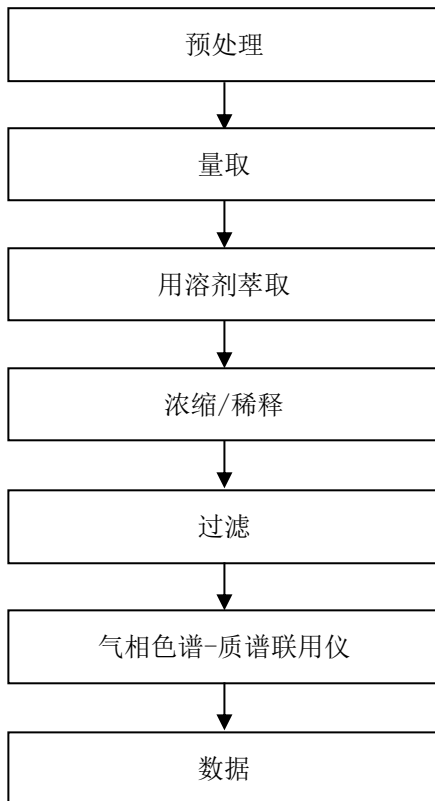 预处理
量取
用溶剂萃取
浓缩/稀释
过滤
气相色谱-质谱联用仪
数据